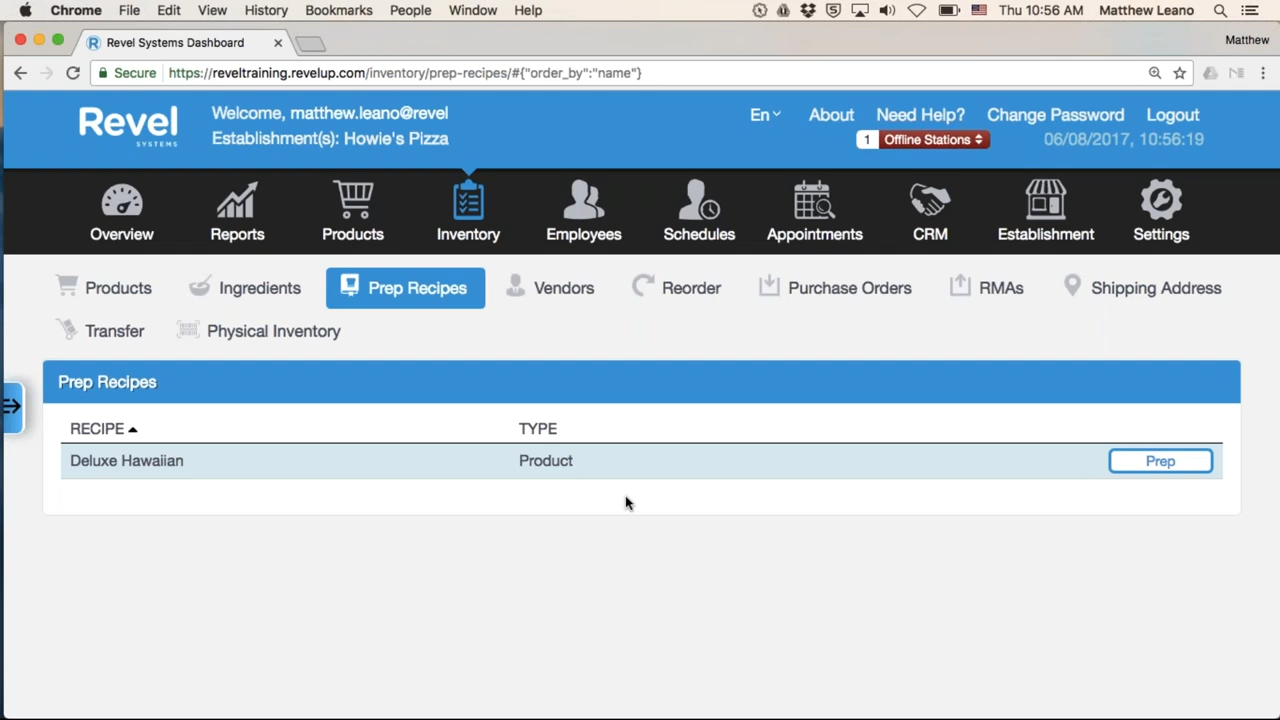 Chrome File Edit View History Bookmarks People Window Help Thu 10:56 AM Matthew Leano
Revel Systems Dashboard Matthew
Secure https://reveltraining.revelup.com/inventory/prep-recipes/#{"order_by":"name"}
Revel SYSTEMS
Welcome, matthew.leano@revel
Establishment(s): Howie's Pizza
En About Need Help? Change Password Logout
1 Offline Stations 06/08/2017, 10:56:19
Overview Reports Products Inventory Employees Schedules Appointments CRM Establishment Settings
Products Ingredients Prep Recipes Vendors Reorder Purchase Orders RMAs Shipping Address
Transfer Physical Inventory
Prep Recipes
RECIPE TYPE
Deluxe Hawaiian Product Prep